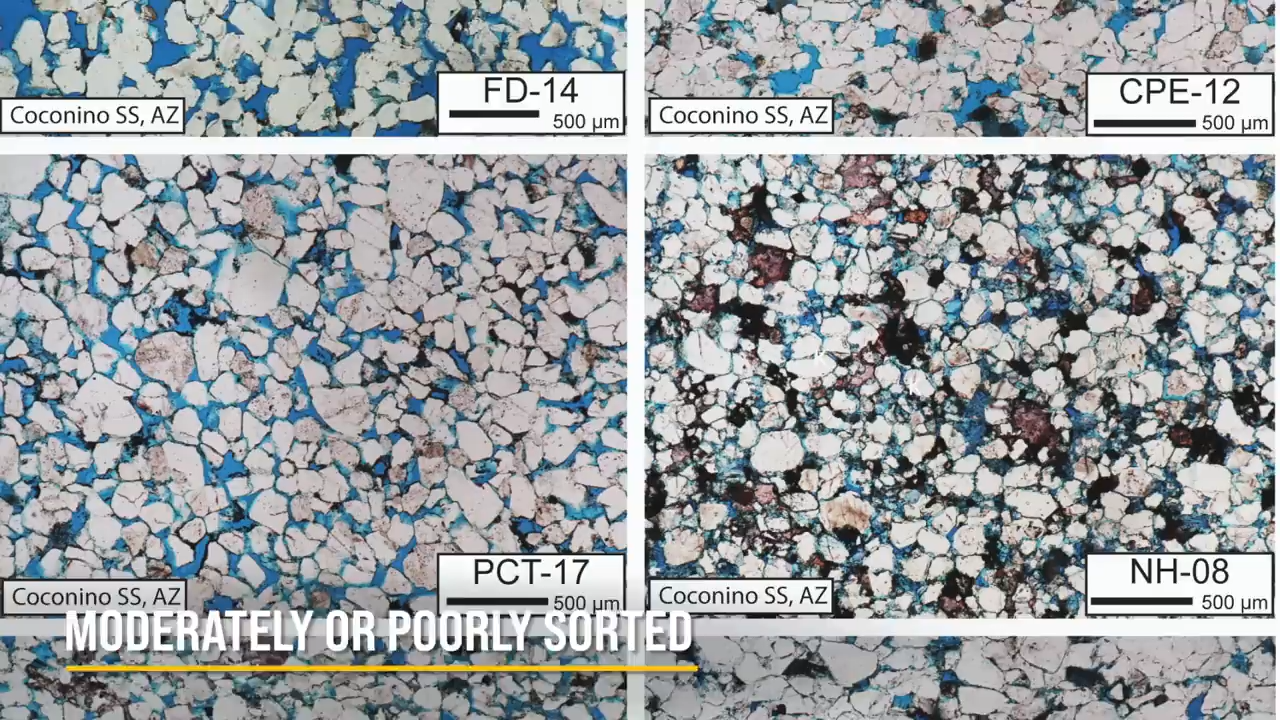 FD-14
500 µm
Coconino SS, AZ
CPE-12
500 µm
Coconino SS, AZ
PCT-17
500 µm
Coconino SS, AZ
NH-08
500 µm
Coconino SS, AZ
MODERATELY OR POORLY SORTED